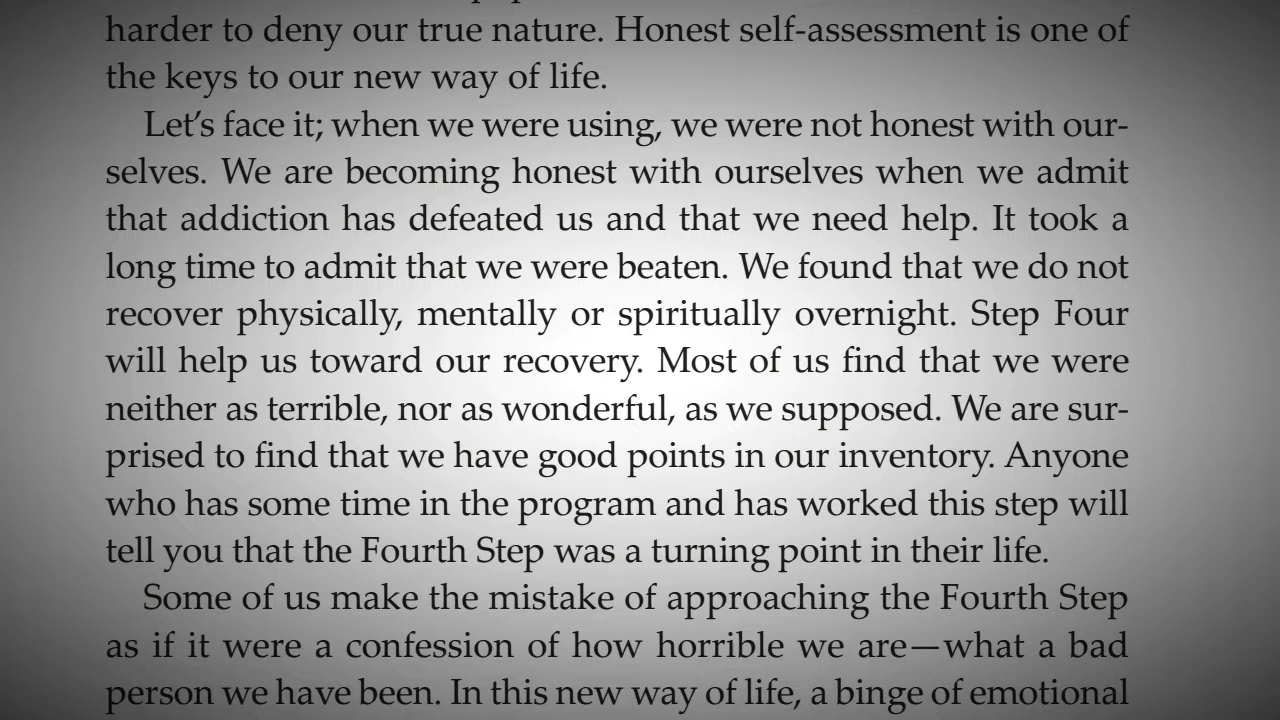 harder to deny our true nature. Honest self-assessment is one of
the keys to our new way of life.
Let's face it; when we were using, we were not honest with our-
selves. We are becoming honest with ourselves when we admit
that addiction has defeated us and that we need help. It took a
long time to admit that we were beaten. We found that we do not
recover physically, mentally or spiritually overnight. Step Four
will help us toward our recovery. Most of us find that we were
neither as terrible, nor as wonderful, as we supposed. We are sur-
prised to find that we have good points in our inventory. Anyone
who has some time in the program and has worked this step will
tell you that the Fourth Step was a turning point in their life.
Some of us make the mistake of approaching the Fourth Step
as if it were a confession of how horrible we are—what a bad
person we have been. In this new way of life, a binge of emotional